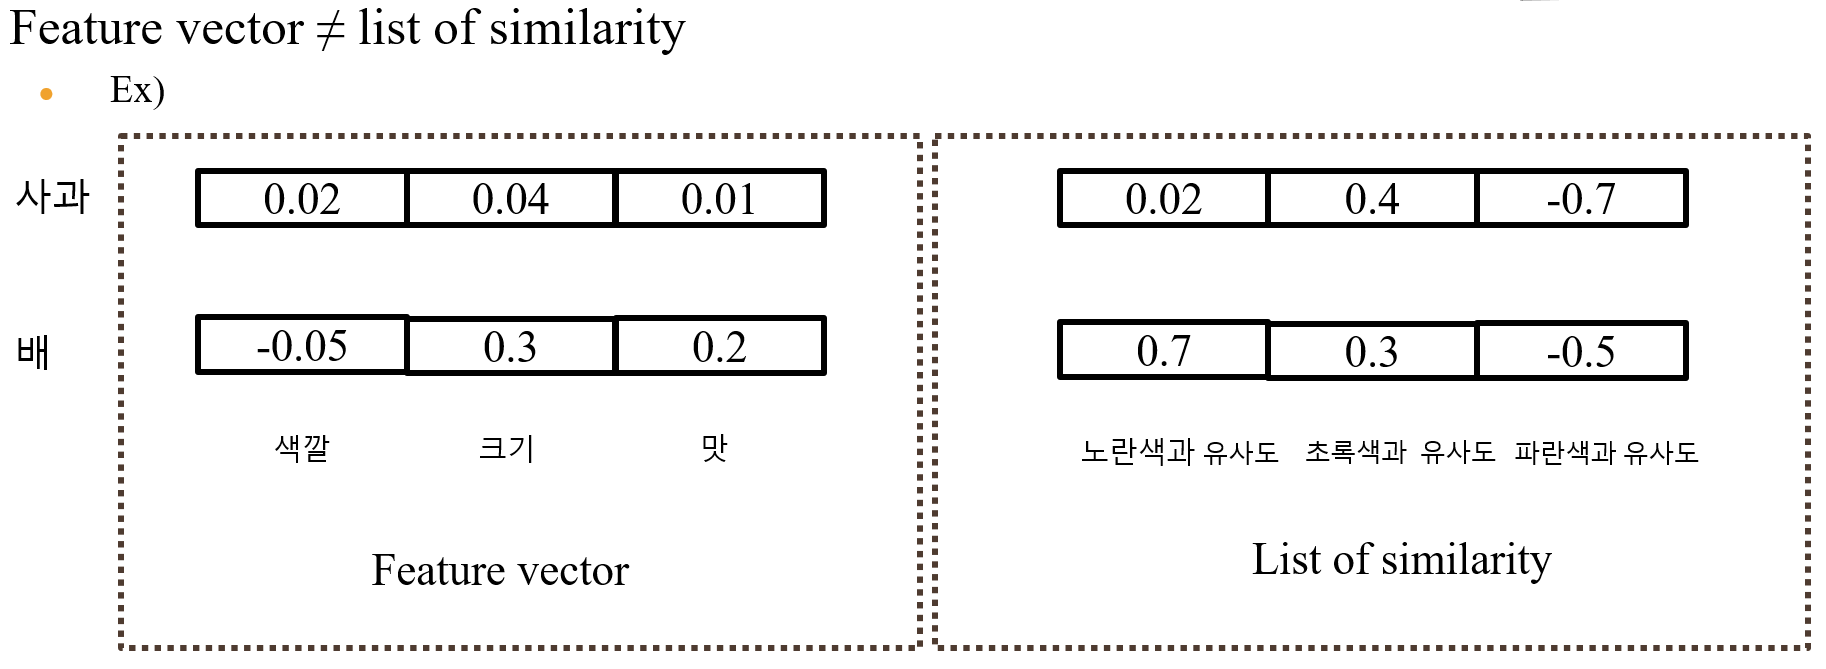 Feature vector ≠ list of similarity
• Ex)
사과 0.02 0.04 0.01 0.02 0.4 -0.7
배 -0.05 0.3 0.2 0.7 0.3 -0.5
색깔 크기 맛 노란색과 유사도 초록색과 유사도 파란색과 유사도
Feature vector List of similarity